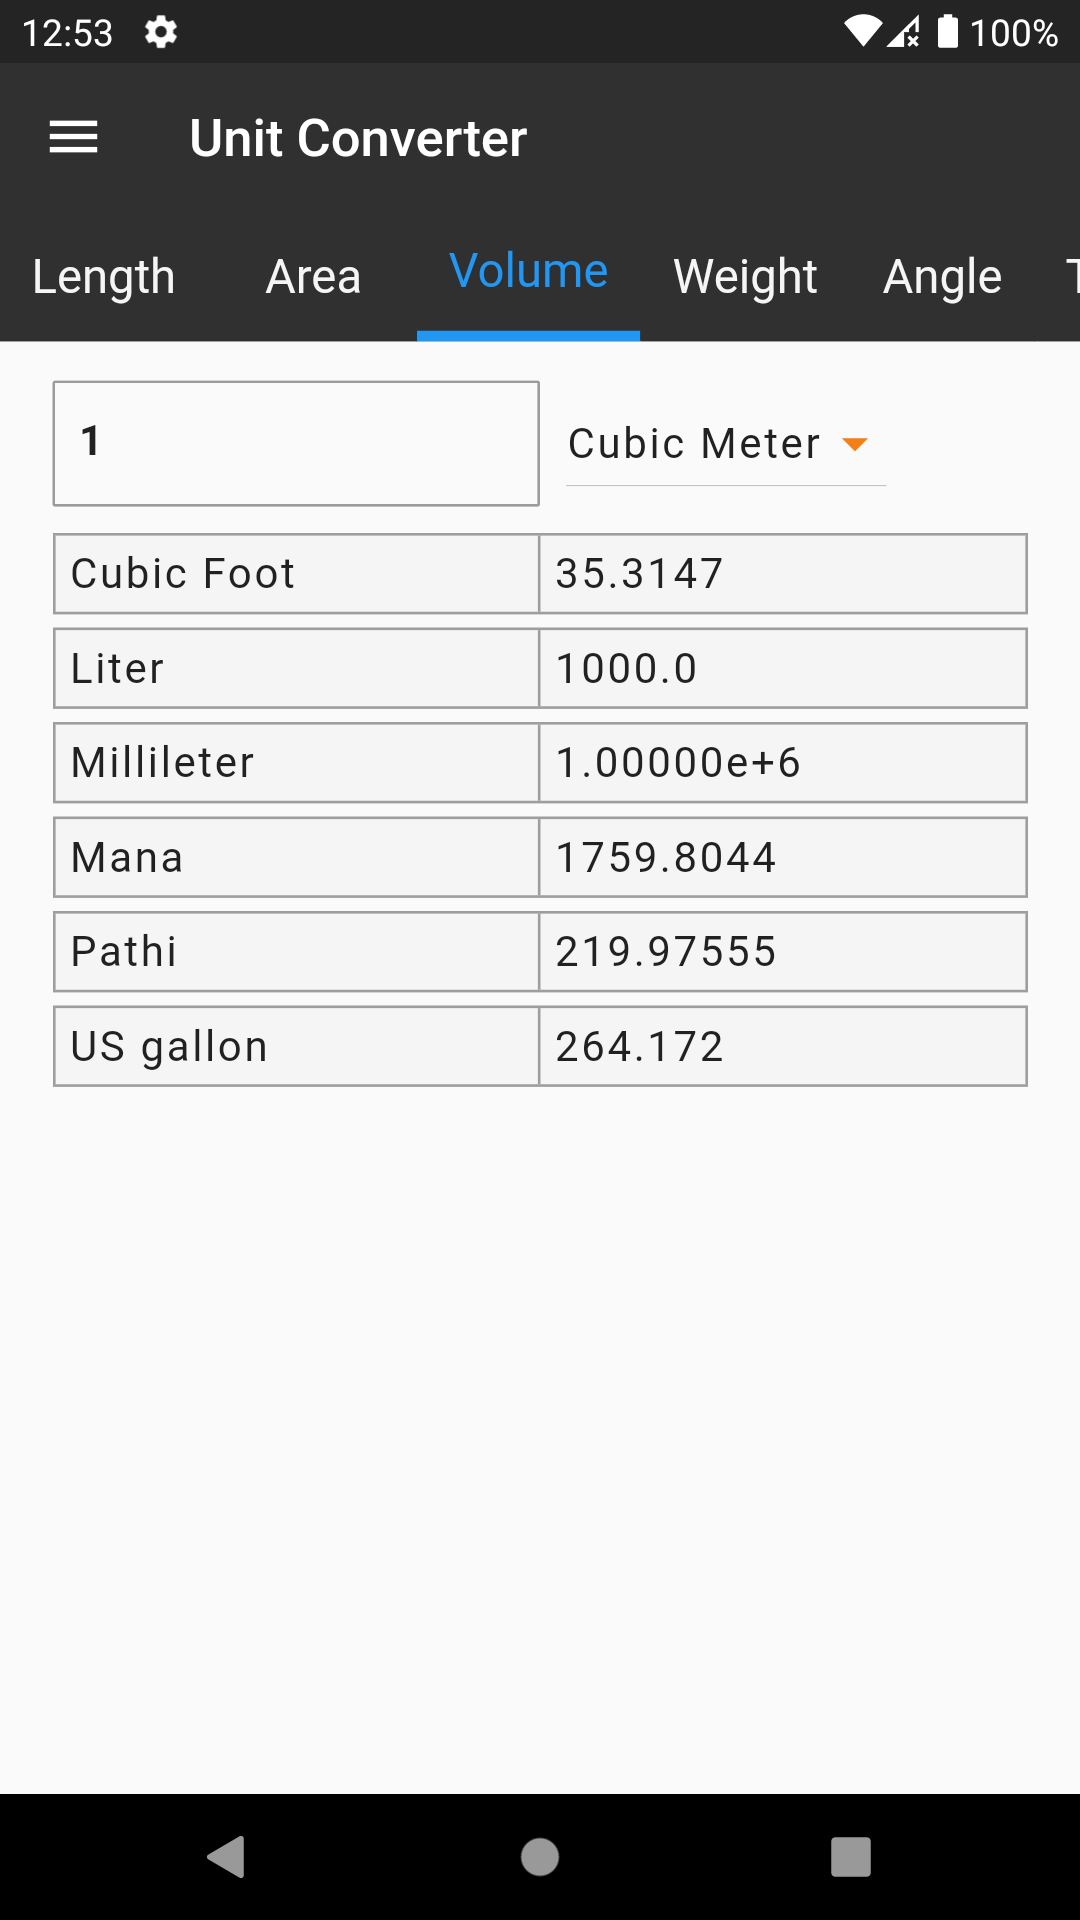 12:53 100%
Unit Converter
Length Area Volume Weight Angle T
1 Cubic Meter
Cubic Foot 35.3147
Liter 1000.0
Millileter 1.00000e+6
Mana 1759.8044
Pathi 219.97555
US gallon 264.172